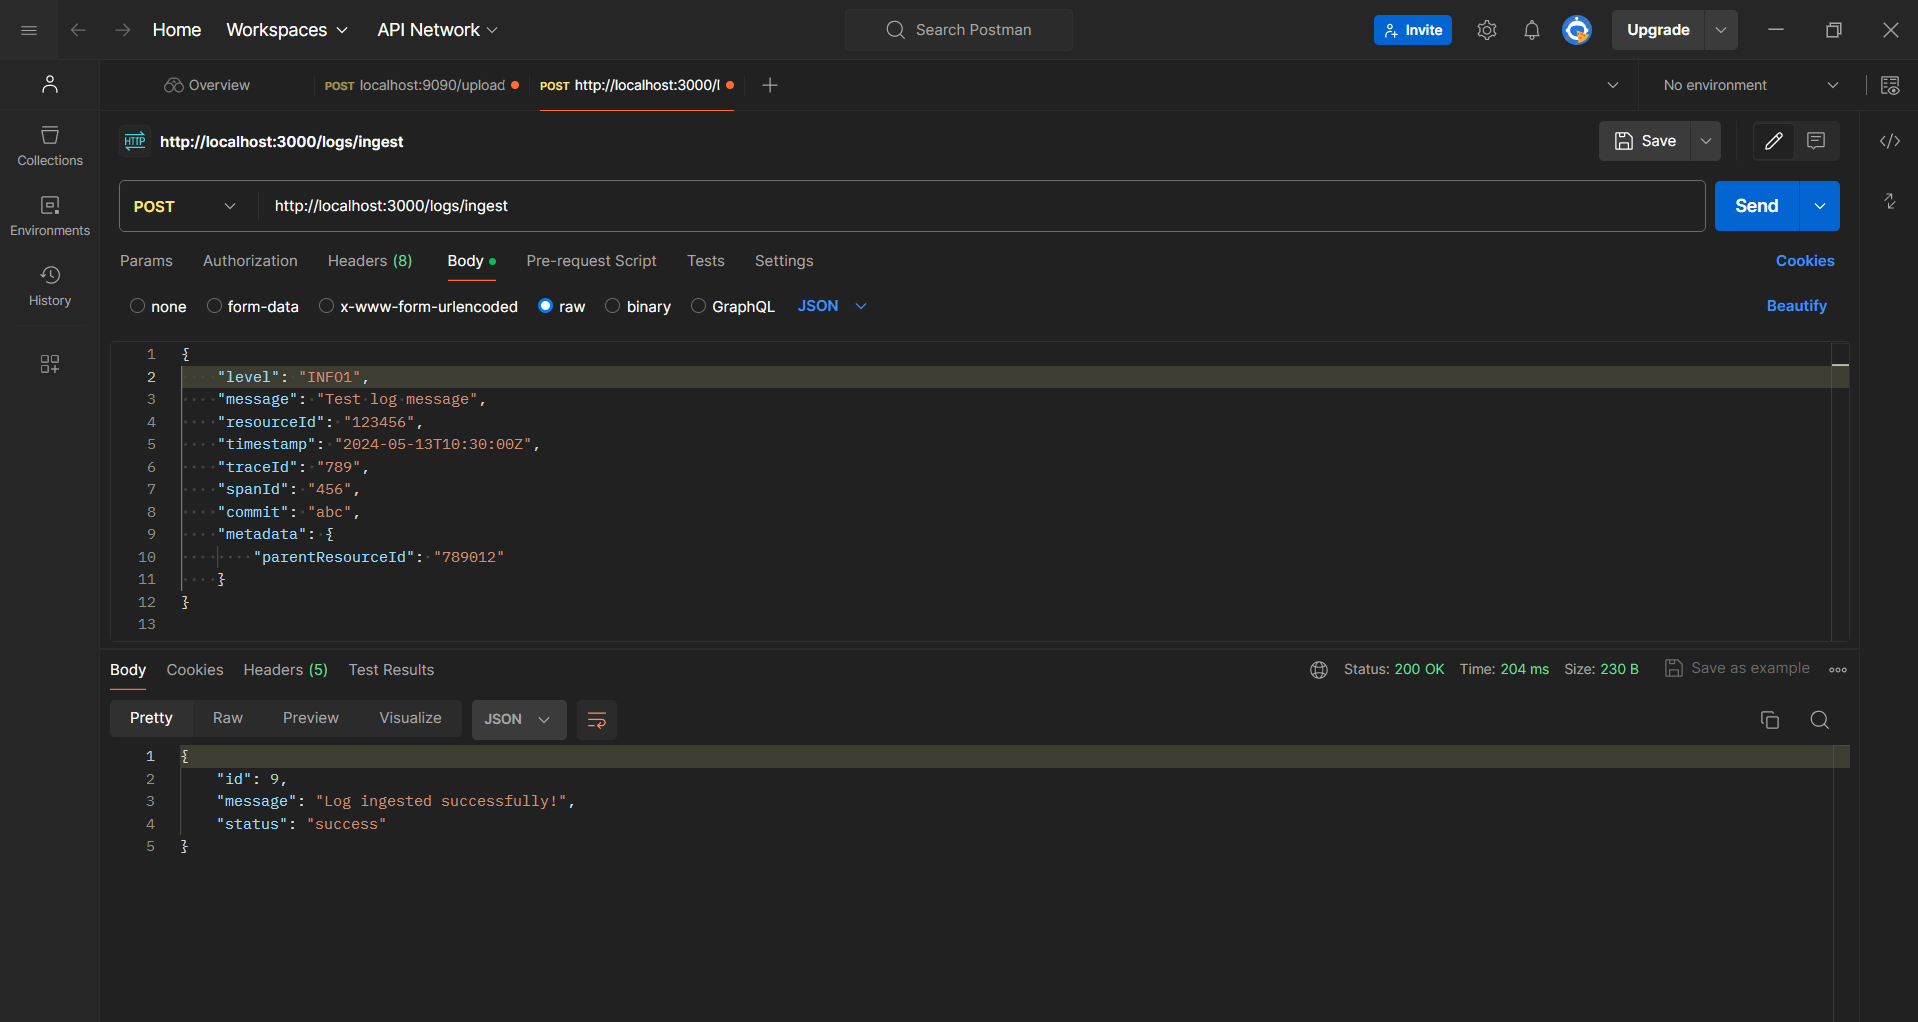 Home Workspaces API Network Search Postman Invite Upgrade
Overview POST localhost:9090/upload POST http://localhost:3000/l No environment
HTTP http://localhost:3000/logs/ingest Save
Collections
Environments
History
POST http://localhost:3000/logs/ingest Send
Params Authorization Headers (8) Body Pre-request Script Tests Settings Cookies
none form-data x-www-form-urlencoded raw binary GraphQL JSON Beautify
1 {
2 "level": "INFO1",
3 "message": "Test log message",
4 "resourceId": "123456",
5 "timestamp": "2024-05-13T10:30:00Z",
6 "traceId": "789",
7 "spanId": "456",
8 "commit": "abc",
9 "metadata": {
10 "parentResourceId": "789012"
11 }
12 }
13
Body Cookies Headers (5) Test Results Status: 200 OK Time: 204 ms Size: 230 B Save as example
Pretty Raw Preview Visualize JSON
1 {
2 "id": 9,
3 "message": "Log ingested successfully!",
4 "status": "success"
5 }